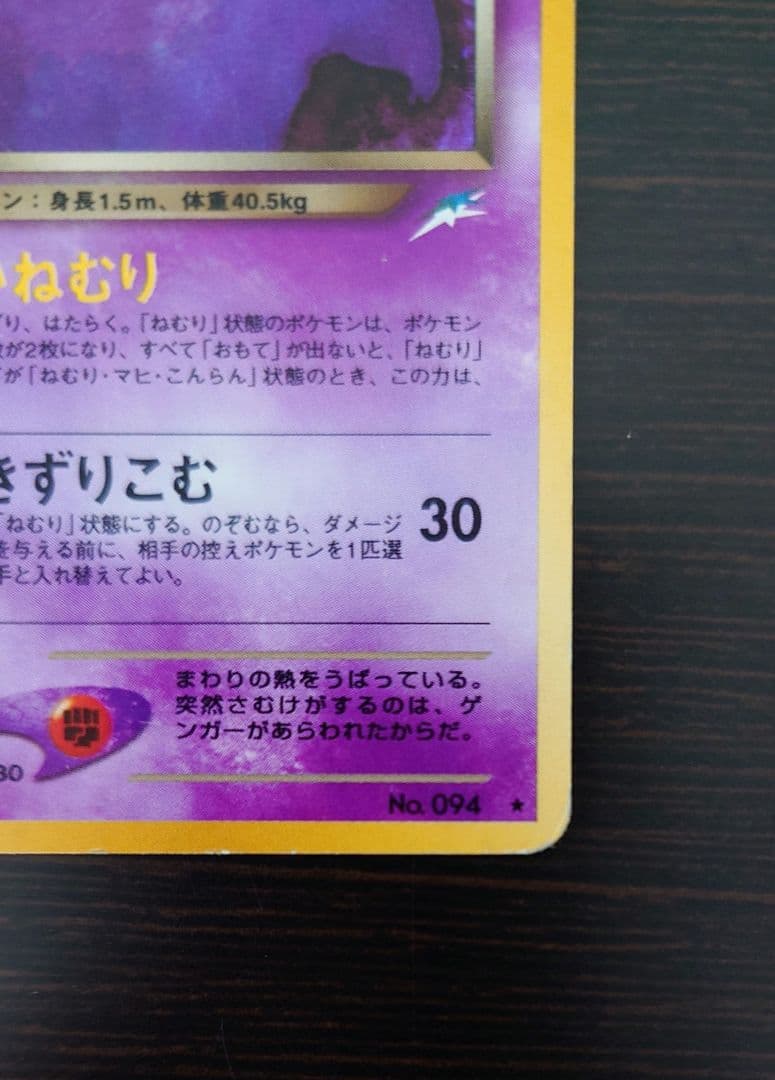 ン：身長1.5m、体重40.5kg
いねむり
り、はたらく。「ねむり」状態のポケモンは、ポケモン
が2枚になり、すべて「おもて」が出ないと、「ねむり」
が「ねむり・マヒ・こんらん」状態のとき、この力は、
きずりこむ
30
「ねむり」状態にする。のぞむなら、ダメージ
を与える前に、相手の控えポケモンを1匹選
手と入れ替えてよい。
まわりの熱をうばっている。
突然さむけがするのは、ゲ
ンガーがあらわれたからだ。
30
No. 094 ★